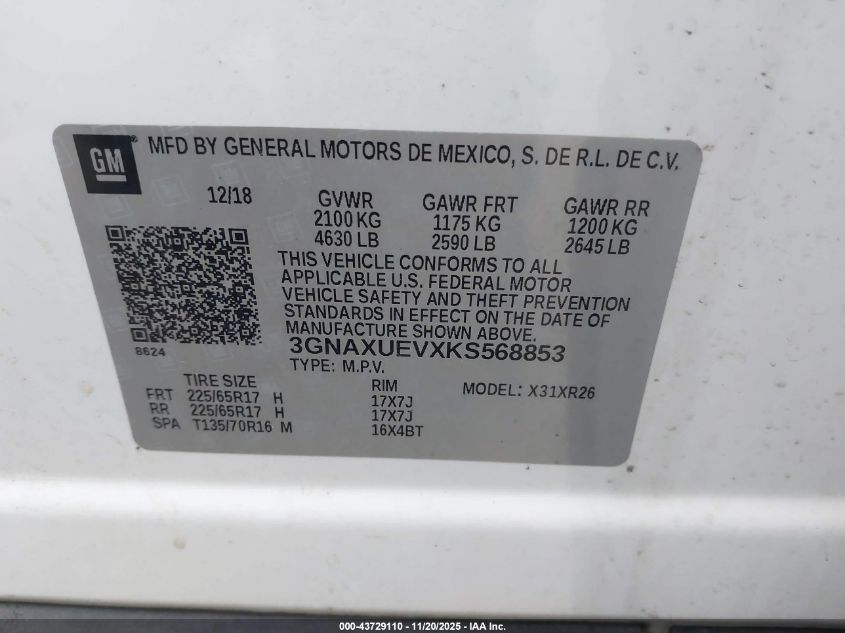 GM ® MFD BY GENERAL MOTORS DE MEXICO, S. DE R.L. DE C.V.
12/18 GVWR GAWR FRT GAWR RR
2100 KG 1175 KG 1200 KG
4630 LB 2590 LB 2645 LB
THIS VEHICLE CONFORMS TO ALL
APPLICABLE U.S. FEDERAL MOTOR
VEHICLE SAFETY AND THEFT PREVENTION
STANDARDS IN EFFECT ON THE DATE OF
MANUFACTURE SHOWN ABOVE.
8624
3GNAXUEVXKS568853
TYPE: M.P.V.
TIRE SIZE RIM MODEL: X31XR26
FRT 225/65R17 H 17X7J
RR 225/65R17 H 17X7J
SPA T135/70R16 M 16X4BT
000-43729110 - 11/20/2025 - IAA Inc.